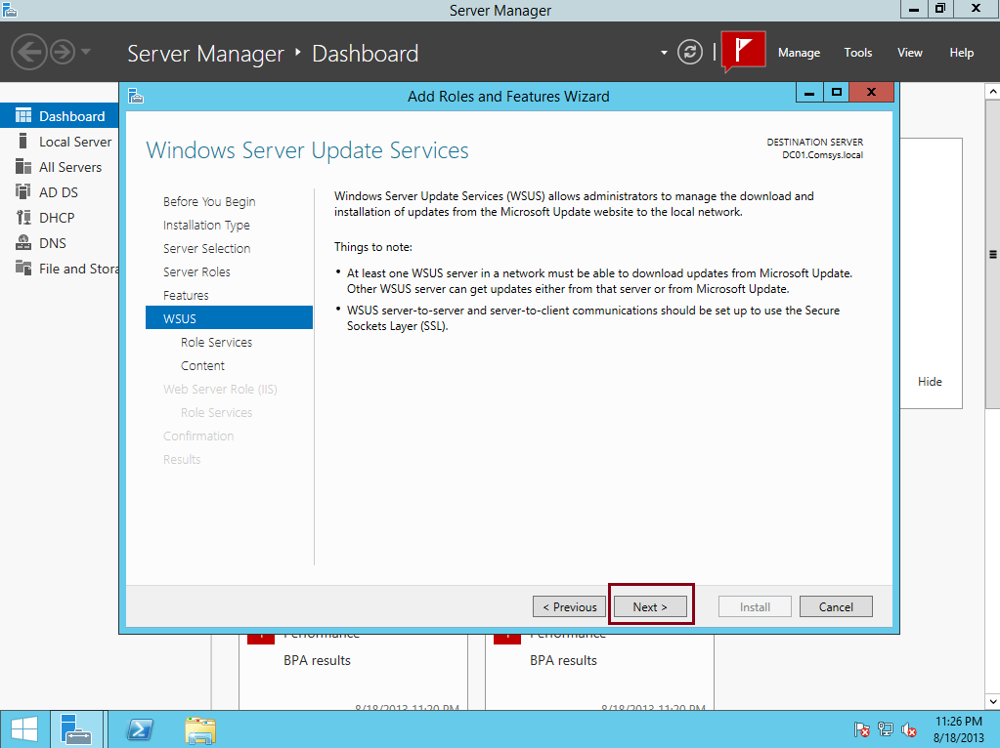 Server Manager
Server Manager • Dashboard
Manage Tools View Help
Dashboard
Local Server
All Servers
AD DS
DHCP
DNS
File and Stora
Add Roles and Features Wizard
Windows Server Update Services
DESTINATION SERVER
DC01.Comsys.local
Before You Begin
Installation Type
Server Selection
Server Roles
Features
WSUS
Role Services
Content
Web Server Role (IIS)
Role Services
Confirmation
Results
Windows Server Update Services (WSUS) allows administrators to manage the download and
installation of updates from the Microsoft Update website to the local network.
Things to note:
• At least one WSUS server in a network must be able to download updates from Microsoft Update.
Other WSUS server can get updates either from that server or from Microsoft Update.
• WSUS server-to-server and server-to-client communications should be set up to use the Secure
Sockets Layer (SSL).
Hide
< Previous Next > Install Cancel
Performance Performance
BPA results BPA results
8/18/2013 11:20 PM 8/18/2013 11:20 PM
11:26 PM
8/18/2013